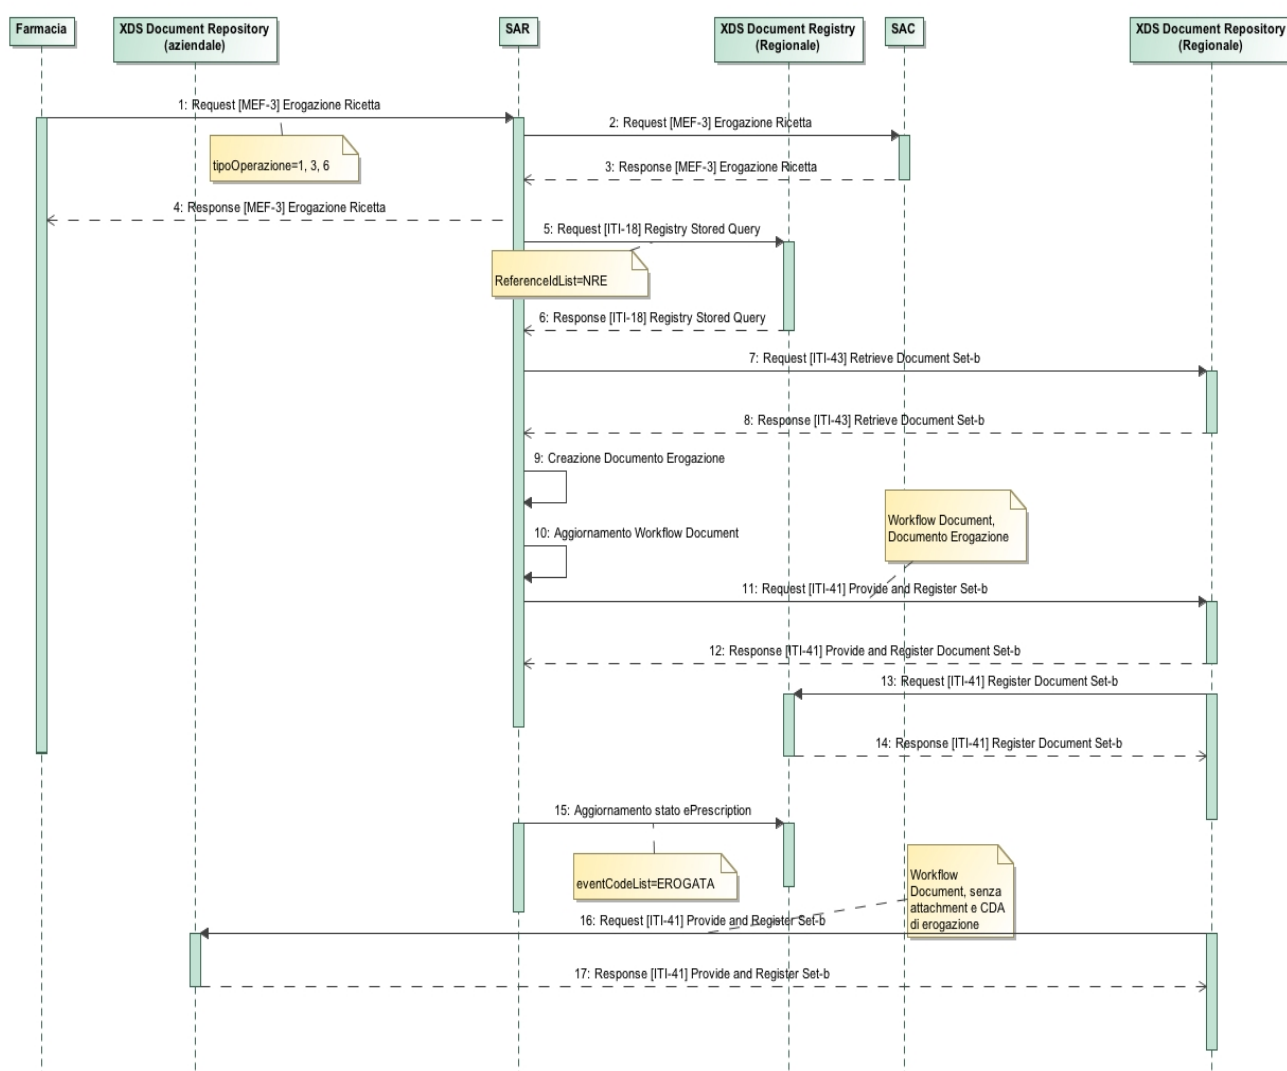 Farmacia
XDS Document Repository
(aziendale)
SAR
XDS Document Registry
(Regionale)
SAC
XDS Document Repository
(Regionale)
1: Request [MEF-3] Erogazione Ricetta
tipoOperazione=1, 3, 6
2: Request [MEF-3] Erogazione Ricetta
3: Response [MEF-3] Erogazione Ricetta
4: Response [MEF-3] Erogazione Ricetta
5: Request [ITI-18] Registry Stored Query
ReferenceIdList=NRE
6: Response [ITI-18] Registry Stored Query
7: Request [ITI-43] Retrieve Document Set-b
8: Response [ITI-43] Retrieve Document Set-b
9: Creazione Documento Erogazione
10: Aggiornamento Workflow Document
Workflow Document,
Documento Erogazione
11: Request [ITI-41] Provide and Register Set-b
12: Response [ITI-41] Provide and Register Document Set-b
13: Request [ITI-41] Register Document Set-b
14: Response [ITI-41] Register Document Set-b
15: Aggiornamento stato ePrescription
eventCodeList=EROGATA
Workflow
Document, senza
attachment e CDA
di erogazione
16: Request [ITI-41] Provide and Register Set-b
17: Response [ITI-41] Provide and Register Set-b